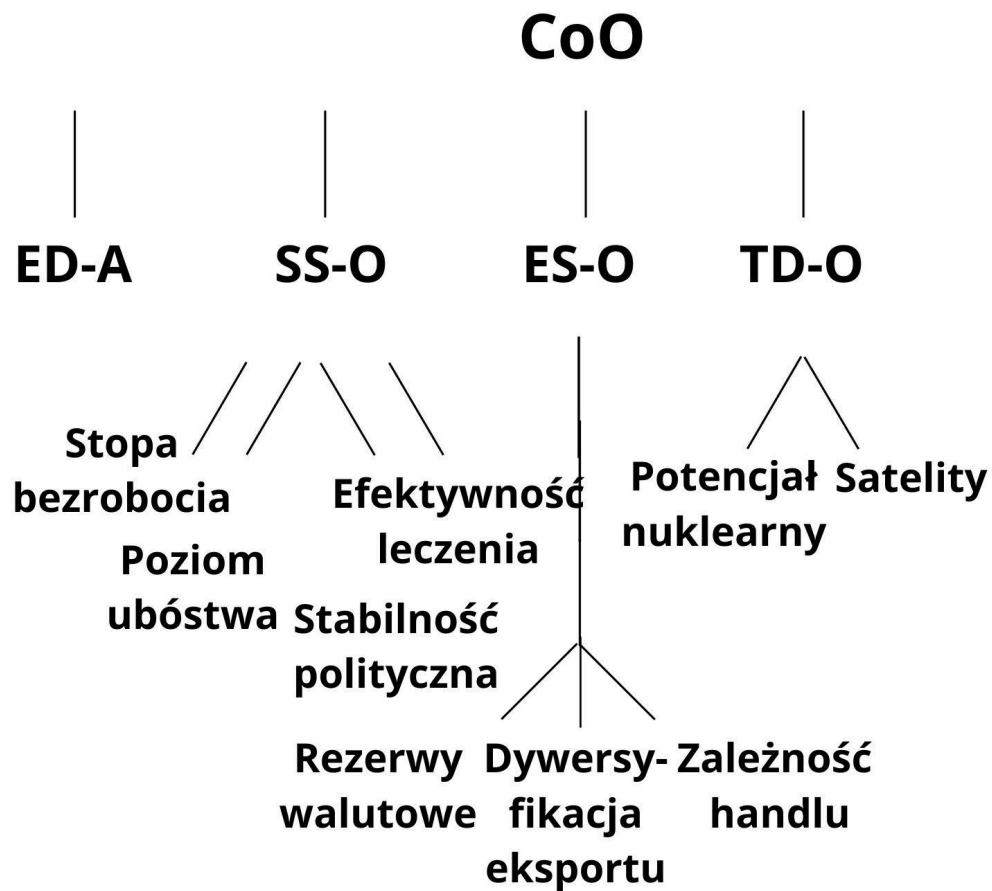 CoO
ED-A
SS-O
ES-O
TD-O
Stopa
bezrobocia
Poziom
ubóstwa
Efektywność
leczenia
Stabilność
polityczna
Rezerwy
walutowe
Dywersy-
fikacja
eksportu
Zależność
handlu
Potencjał
nuklearny
Satelity